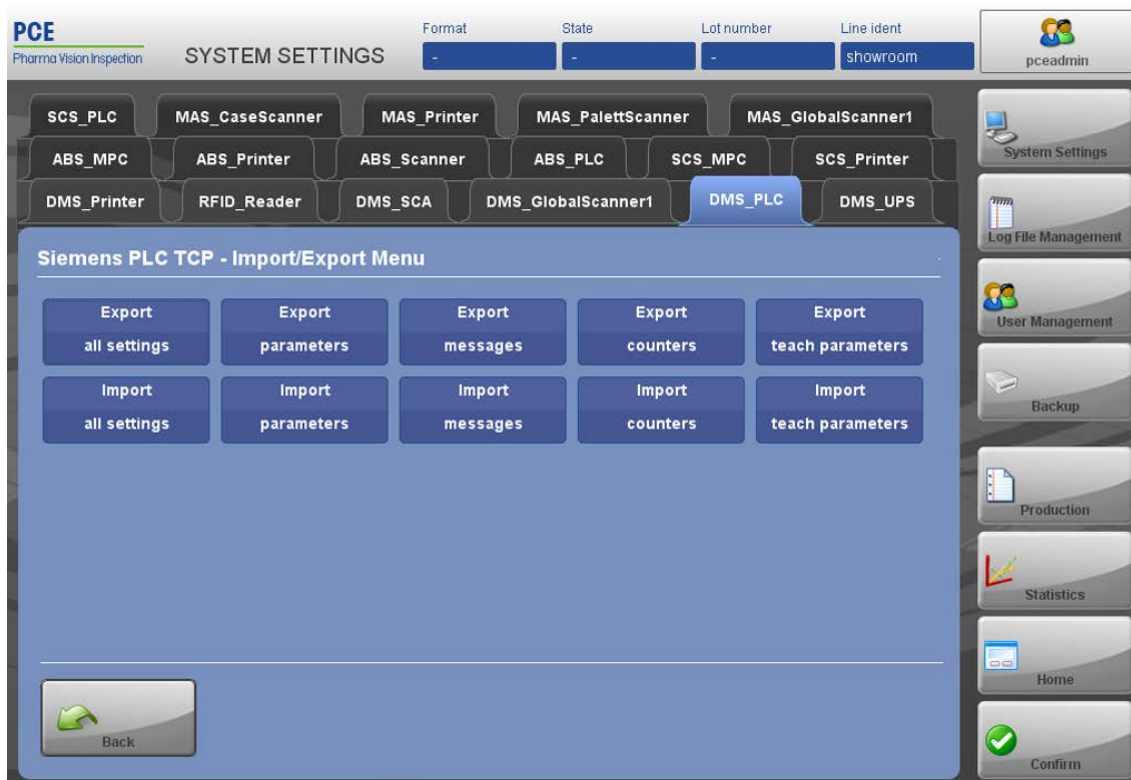 PCE
Pharma Vision Inspection
SYSTEM SETTINGS
Format State Lot number Line ident
- - - showroom
pceadmin
SCS_PLC MAS_CaseScanner MAS_Printer MAS_PalettScanner MAS_GlobalScanner1
ABS_MPC ABS_Printer ABS_Scanner ABS_PLC SCS_MPC SCS_Printer
DMS_Printer RFID_Reader DMS_SCA DMS_GlobalScanner1 DMS_PLC DMS_UPS
Siemens PLC TCP - Import/Export Menu
Export Export Export Export Export
all settings parameters messages counters teach parameters
Import Import Import Import Import
all settings parameters messages counters teach parameters
Back
System Settings
Log File Management
User Management
Backup
Production
Statistics
Home
Confirm